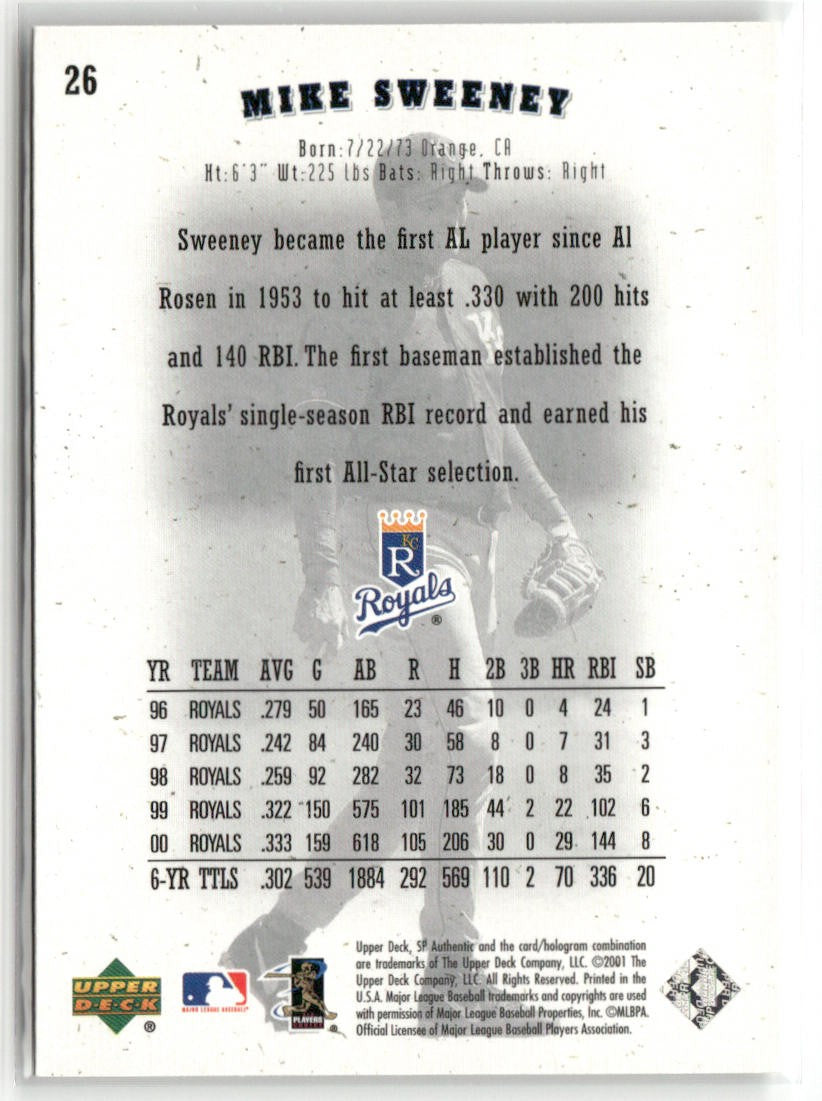 26
MIKE SWEENEY
Born:7/22/73 Orange, CA
Ht:6'3" Wt:225 lbs Bats: Right Throws: Right
Sweeney became the first AL player since Al
Rosen in 1953 to hit at least .330 with 200 hits
and 140 RBI. The first baseman established the
Royals' single-season RBI record and earned his
first All-Star selection.
KC
R
Royals®
YR TEAM AVG G AB R H 2B 3B HR RBI SB
96 ROYALS .279 50 165 23 46 10 0 4 24 1
97 ROYALS .242 84 240 30 58 8 0 7 31 3
98 ROYALS .259 92 282 32 73 18 0 8 35 2
99 ROYALS .322 150 575 101 185 44 2 22 102 6
00 ROYALS .333 159 618 105 206 30 0 29 144 8
6-YR TTLS .302 539 1884 292 569 110 2 70 336 20
UPPER
D·E·C·K
®
MAJOR LEAGUE BASEBALL
PLAYERS
CHOICE
®
Upper Deck, SP Authentic and the card/hologram combination
are trademarks of The Upper Deck Company, LLC. ©2001 The
Upper Deck Company, LLC. All Rights Reserved. Printed in the
U.S.A. Major League Baseball trademarks and copyrights are used
with permission of Major League Baseball Properties, Inc. ©MLBPA.
Official Licensee of Major League Baseball Players Association.